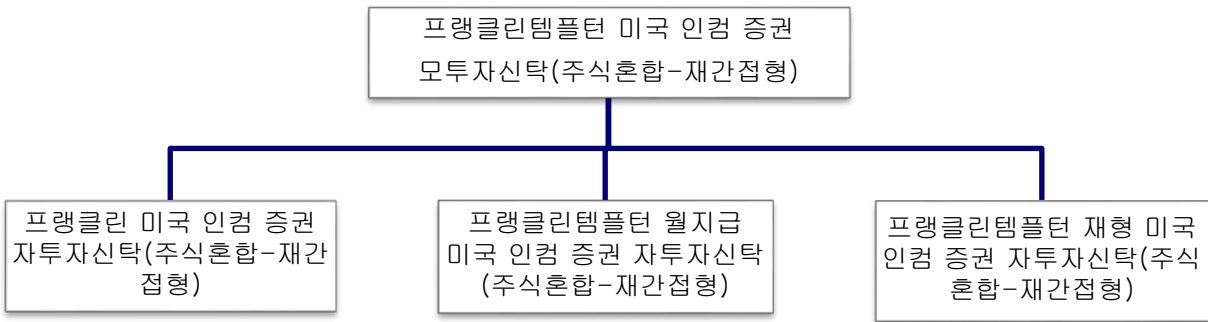 프랭클린템플턴 미국 인컴 증권
모투자신탁(주식혼합-재간접형)
프랭클린 미국 인컴 증권
자투자신탁(주식혼합-재간
접형)
프랭클린템플턴 월지급
미국 인컴 증권 자투자신탁
(주식혼합-재간접형)
프랭클린템플턴 재형 미국
인컴 증권 자투자신탁(주식
혼합-재간접형)